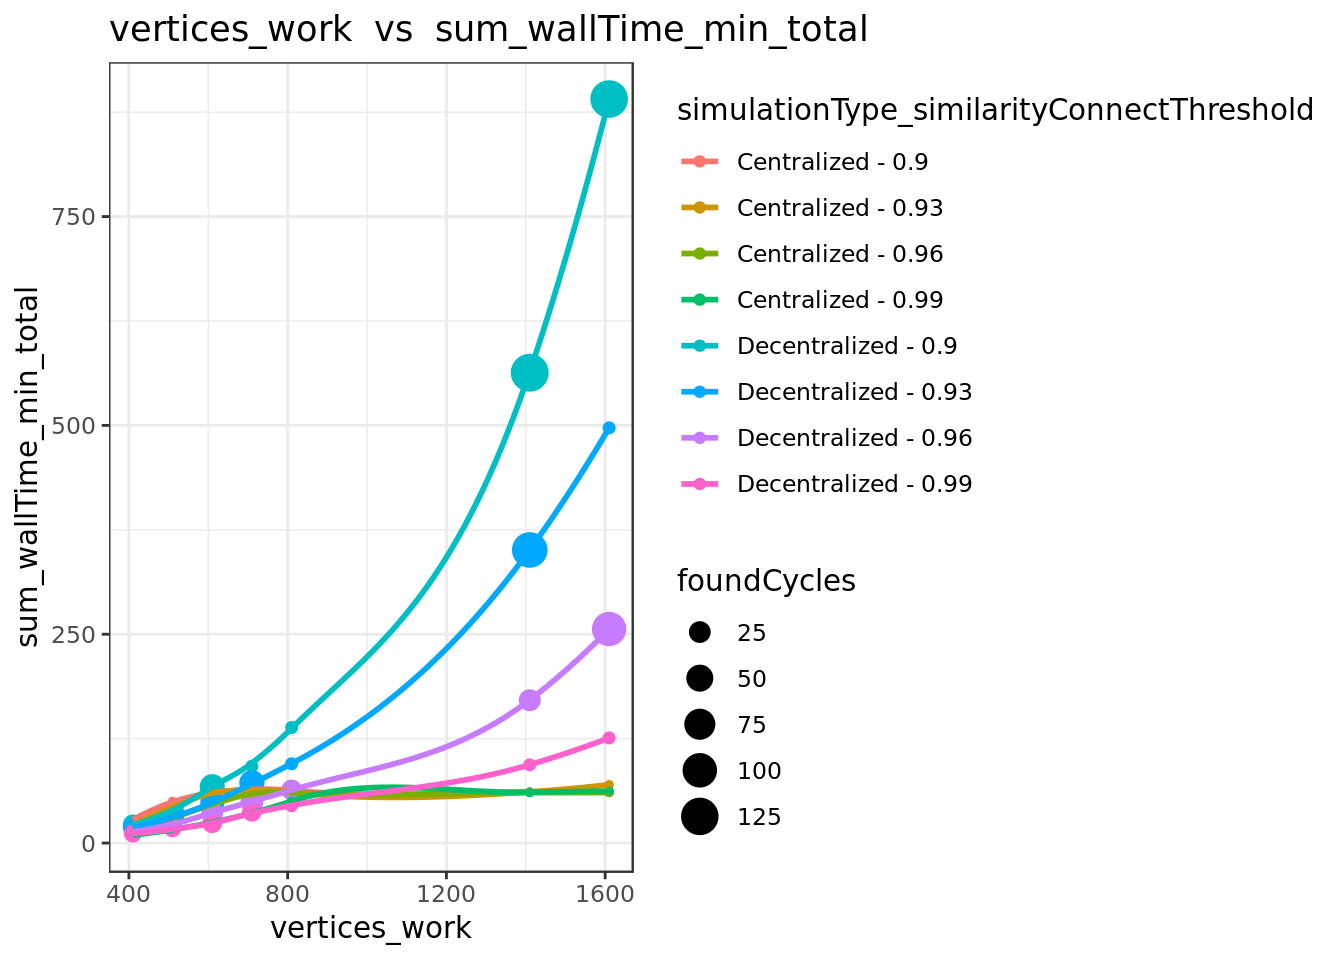 vertices_work vs sum_wallTime_min_total
sum_wallTime_min_total
750
500
250
0
400 800 1200 1600
vertices_work
simulationType_similarityConnectThreshold
Centralized - 0.9
Centralized - 0.93
Centralized - 0.96
Centralized - 0.99
Decentralized - 0.9
Decentralized - 0.93
Decentralized - 0.96
Decentralized - 0.99
foundCycles
25
50
75
100
125